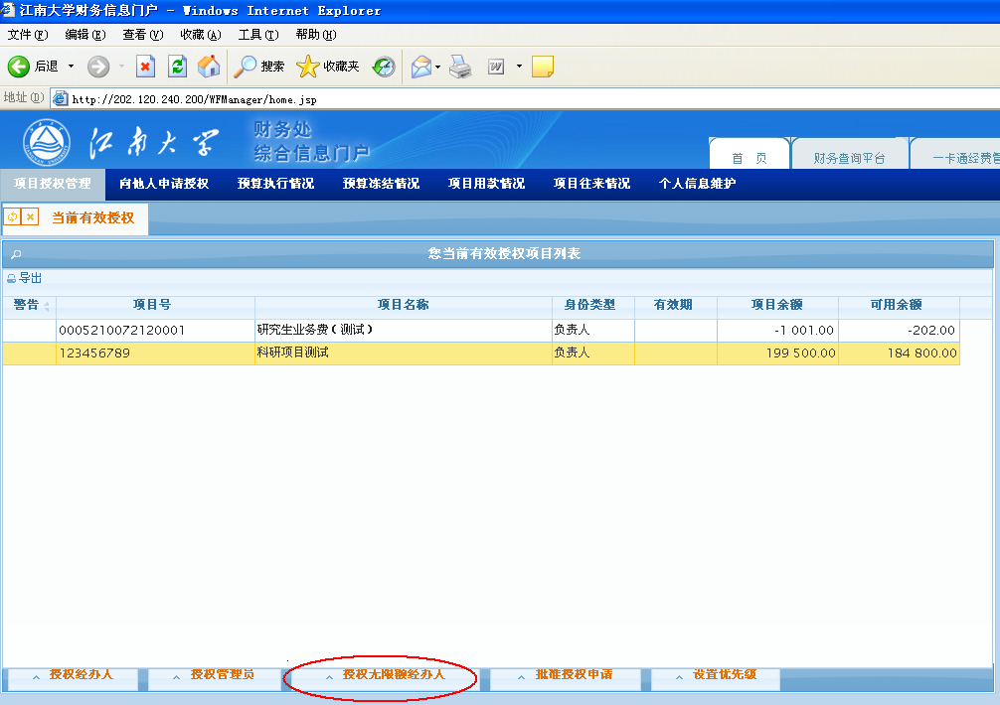 江南大学财务信息门户 - Windows Internet Explorer
文件(F) 编辑(E) 查看(V) 收藏(A) 工具(T) 帮助(H)
后退 搜索 收藏夹
地址(D) http://202.120.240.200/WFManager/home.jsp
江南大学 财务处
综合信息门户
首 页 财务查询平台 一卡通经费管
项目授权管理 向他人申请授权 预算执行情况 预算冻结情况 项目用款情况 项目往来情况 个人信息维护
当前有效授权
您当前有效授权项目列表
导出
警告 项目号 项目名称 身份类型 有效期 项目余额 可用余额
0005210072120001 研究生业务费(测试) 负责人 -1 001.00 -202.00
123456789 科研项目测试 负责人 199 500.00 184 800.00
授权经办人 授权管理员 授权无限额经办人 批准授权申请 设置优先级